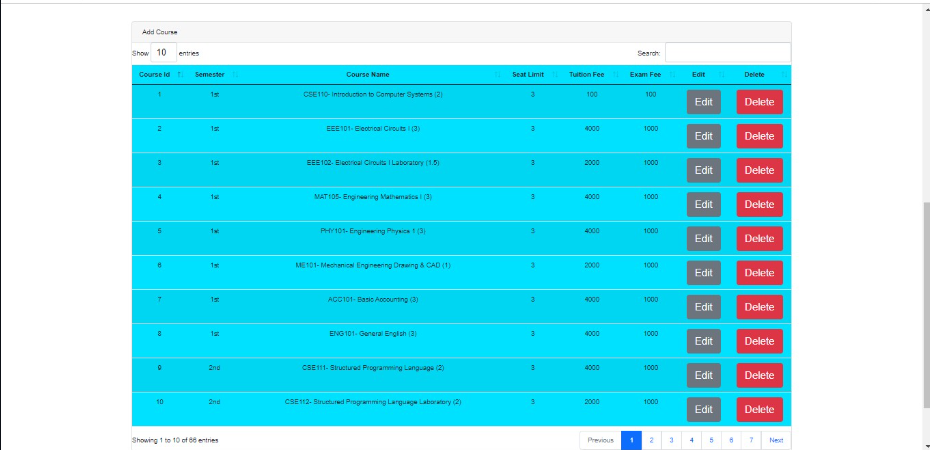 Add Course
Show 10 entries Search:
Course Id Semester Course Name Seat Limit Tuition Fee Exam Fee Edit Delete
1 1st CSE110- Introduction to Computer Systems (2) 3 100 100 Edit Delete
2 1st EEE101- Electrical Circuits I (3) 3 4000 1000 Edit Delete
3 1st EEE102- Electrical Circuits I Laboratory (1.5) 3 2000 1000 Edit Delete
4 1st MAT105- Engineering Mathematics I (3) 3 4000 1000 Edit Delete
5 1st PHY101- Engineering Physics 1 (3) 3 4000 1000 Edit Delete
6 1st ME101- Mechanical Engineering Drawing & CAD (1) 3 2000 1000 Edit Delete
7 1st ACC101- Basic Accounting (3) 3 4000 1000 Edit Delete
8 1st ENG101- General English (3) 3 4000 1000 Edit Delete
9 2nd CSE111- Structured Programming Language (2) 3 4000 1000 Edit Delete
10 2nd CSE112- Structured Programming Language Laboratory (2) 3 2000 1000 Edit Delete
Showing 1 to 10 of 66 entries Previous 1 2 3 4 5 6 7 Next